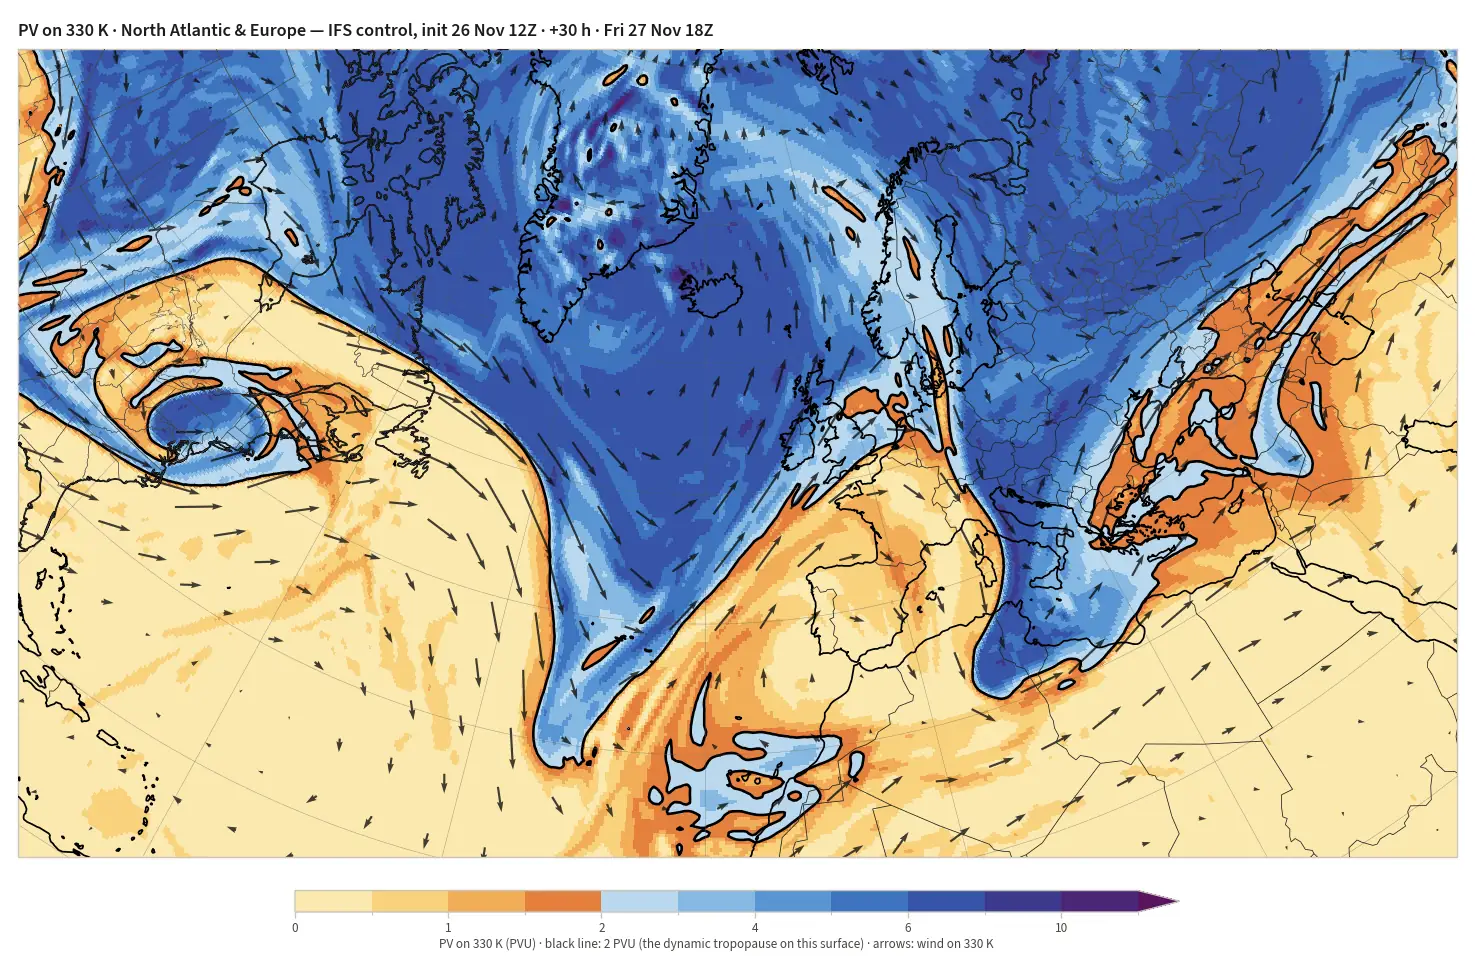 PV on 330 K · North Atlantic & Europe — IFS control, init 26 Nov 12Z · +30 h · Fri 27 Nov 18Z
0 1 2 4 6 10
PV on 330 K (PVU) · black line: 2 PVU (the dynamic tropopause on this surface) · arrows: wind on 330 K